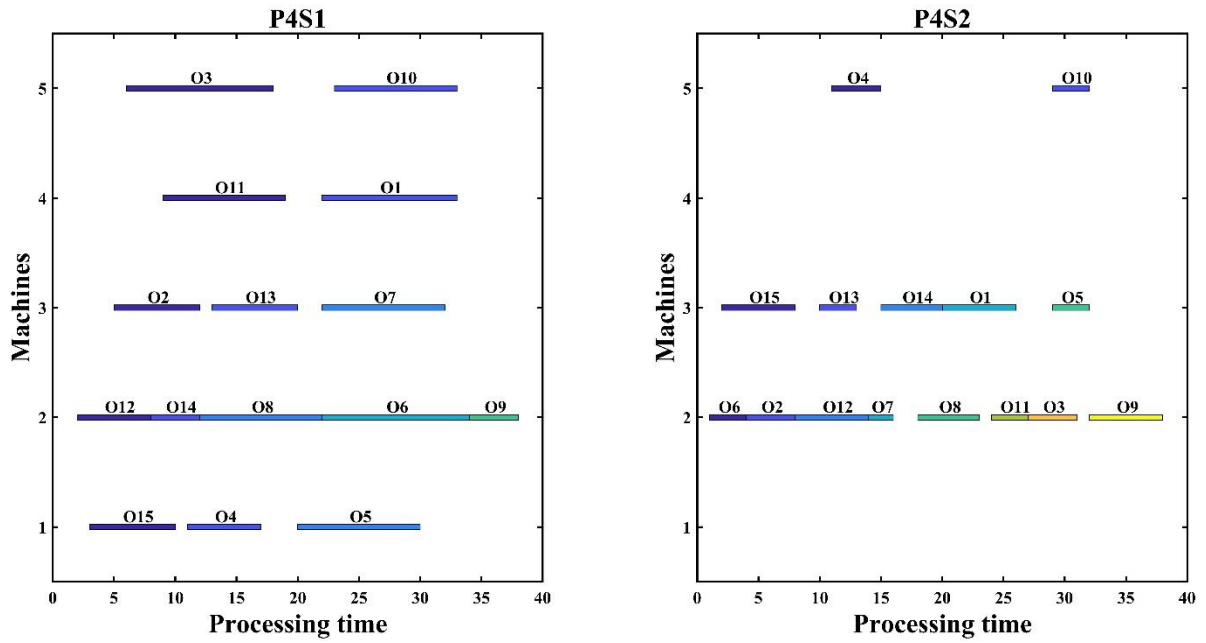 P4S1
O3 O10
5
O11 O1
4
O2 O13 O7
3
O12 O14 O8 O6 O9
2
O15 O4 O5
1
0 5 10 15 20 25 30 35 40
Machines
Processing time
P4S2
O4 O10
5
4
O15 O13 O14 O1 O5
3
O6 O2 O12 O7 O8 O11 O3 O9
2
1
0 5 10 15 20 25 30 35 40
Machines
Processing time